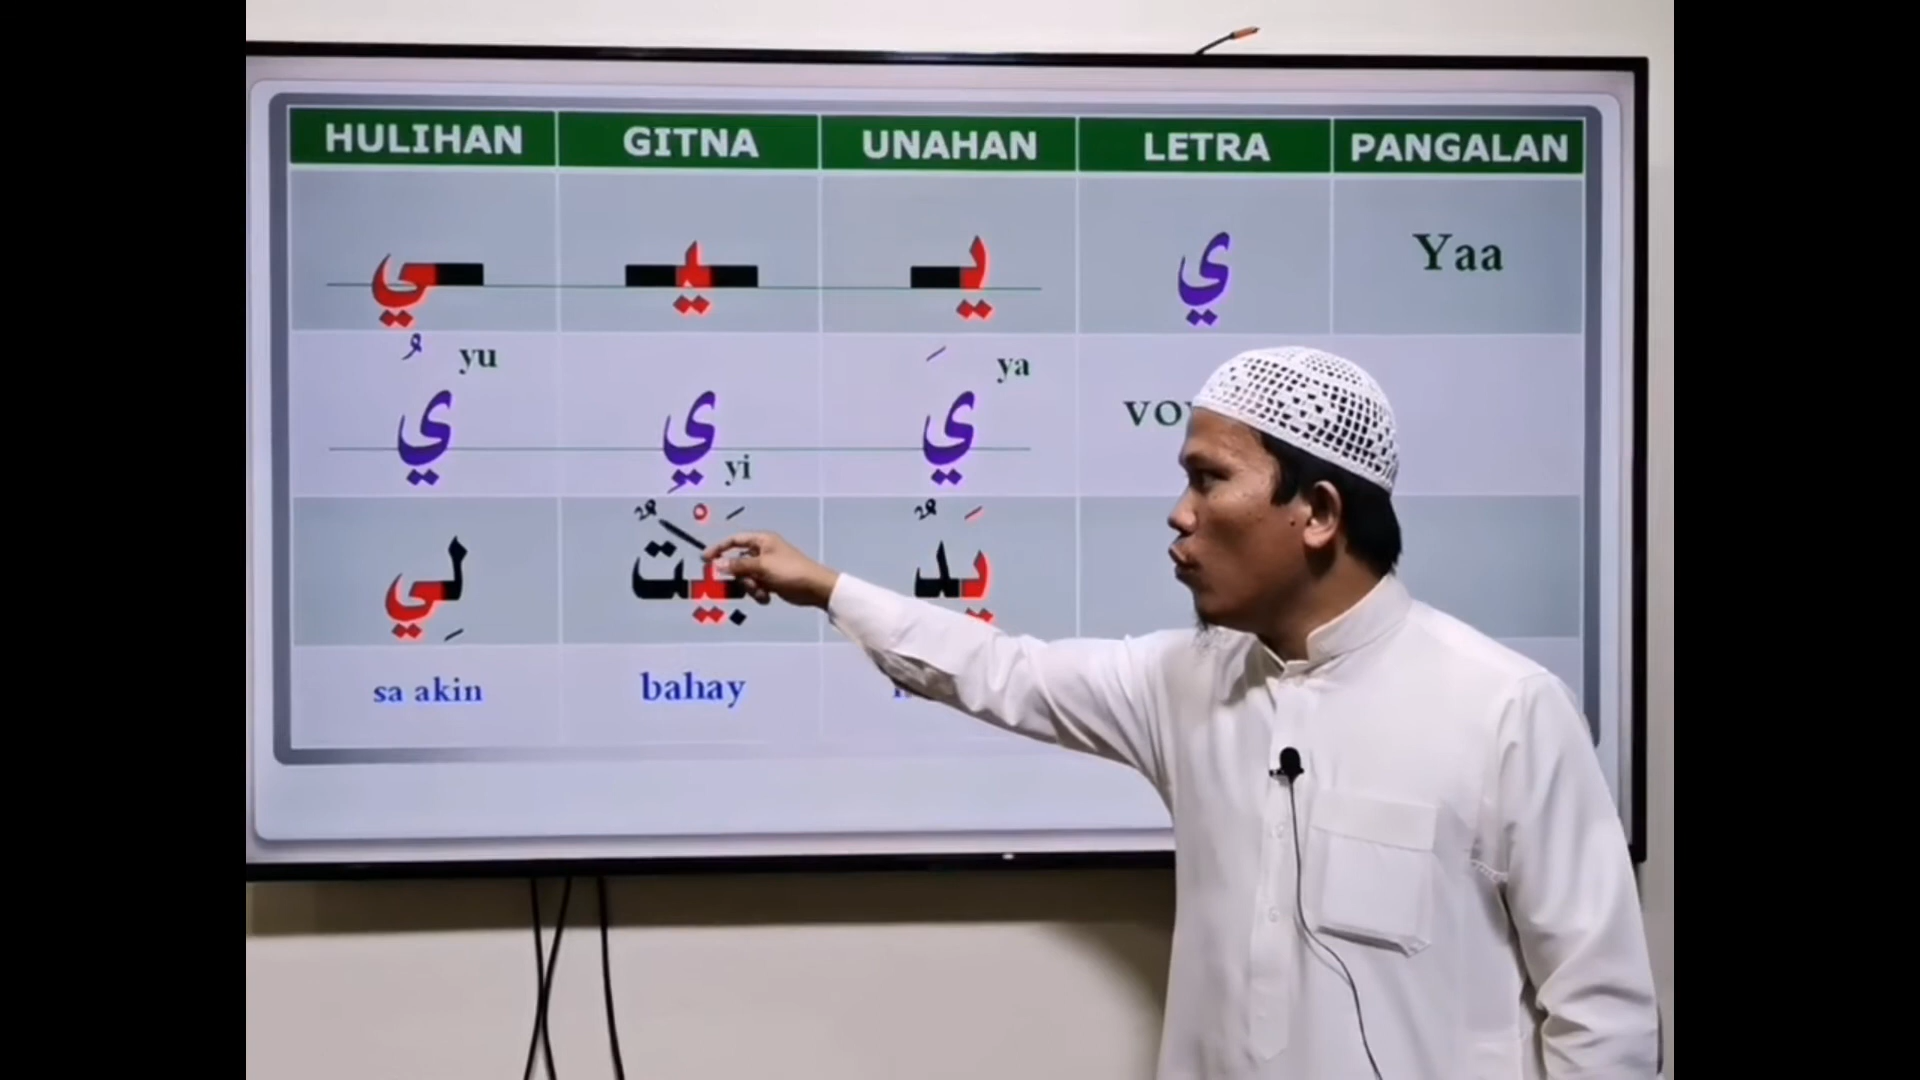 HULIHAN GITNA UNAHAN LETRA PANGALAN
ـي ـيـ يـ ي Yaa
يُ yu يِ yi يَ ya
لِي بَيْتٌ يَدٌ
sa akin bahay